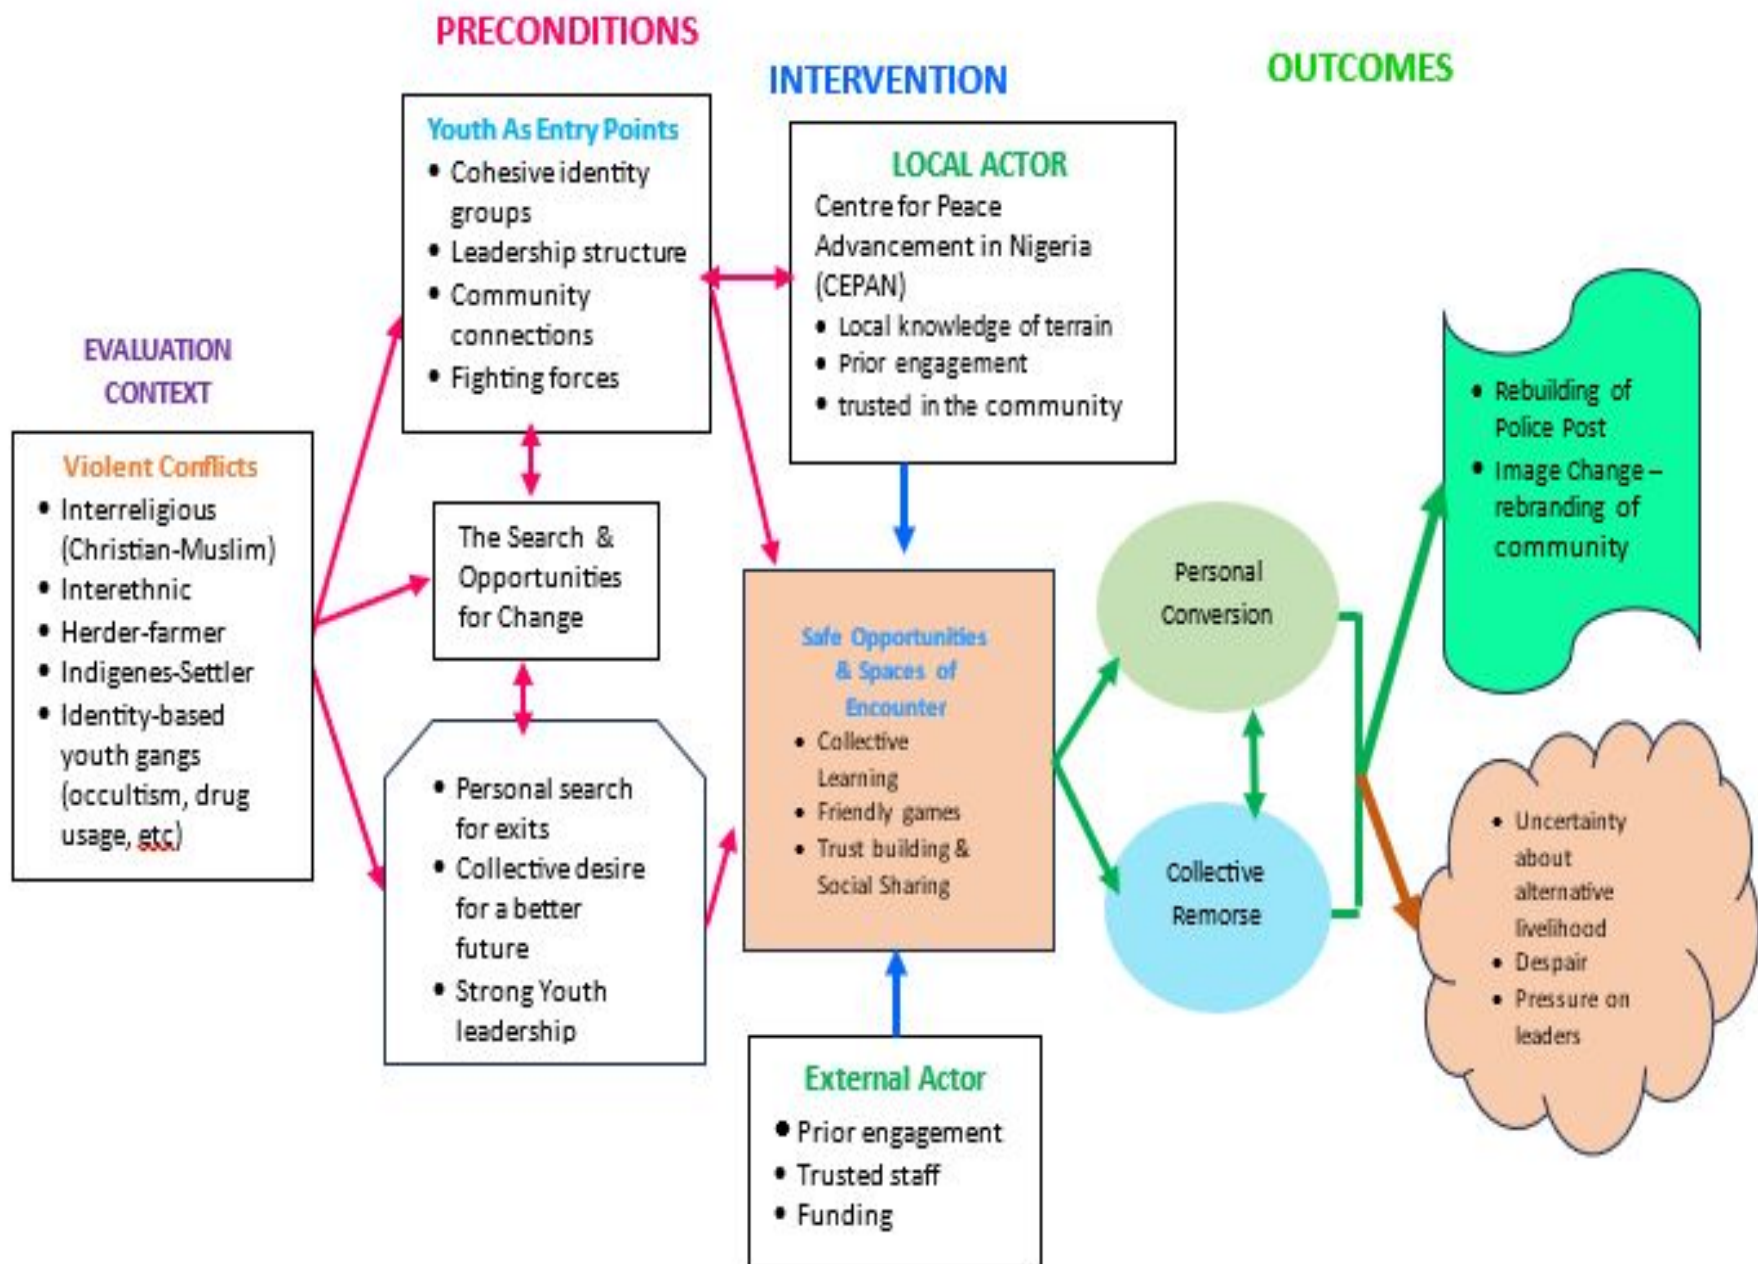 PRECONDITIONS
INTERVENTION
OUTCOMES
EVALUATION
CONTEXT
Violent Conflicts
• Interreligious
(Christian-Muslim)
• Interethnic
• Herder-farmer
• Indigenes-Settler
• Identity-based
youth gangs
(occultism, drug
usage, etc)
Youth As Entry Points
• Cohesive identity
groups
• Leadership structure
• Community
connections
• Fighting forces
The Search &
Opportunities
for Change
• Personal search
for exits
• Collective desire
for a better
future
• Strong Youth
leadership
LOCAL ACTOR
Centre for Peace
Advancement in Nigeria
(CEPAN)
• Local knowledge of terrain
• Prior engagement
• trusted in the community
Safe Opportunities
& Spaces of
Encounter
• Collective
Learning
• Friendly games
• Trust building &
Social Sharing
External Actor
• Prior engagement
• Trusted staff
• Funding
Personal
Conversion
Collective
Remorse
• Rebuilding of
Police Post
• Image Change –
rebranding of
community
• Uncertainty
about
alternative
livelihood
• Despair
• Pressure on
leaders